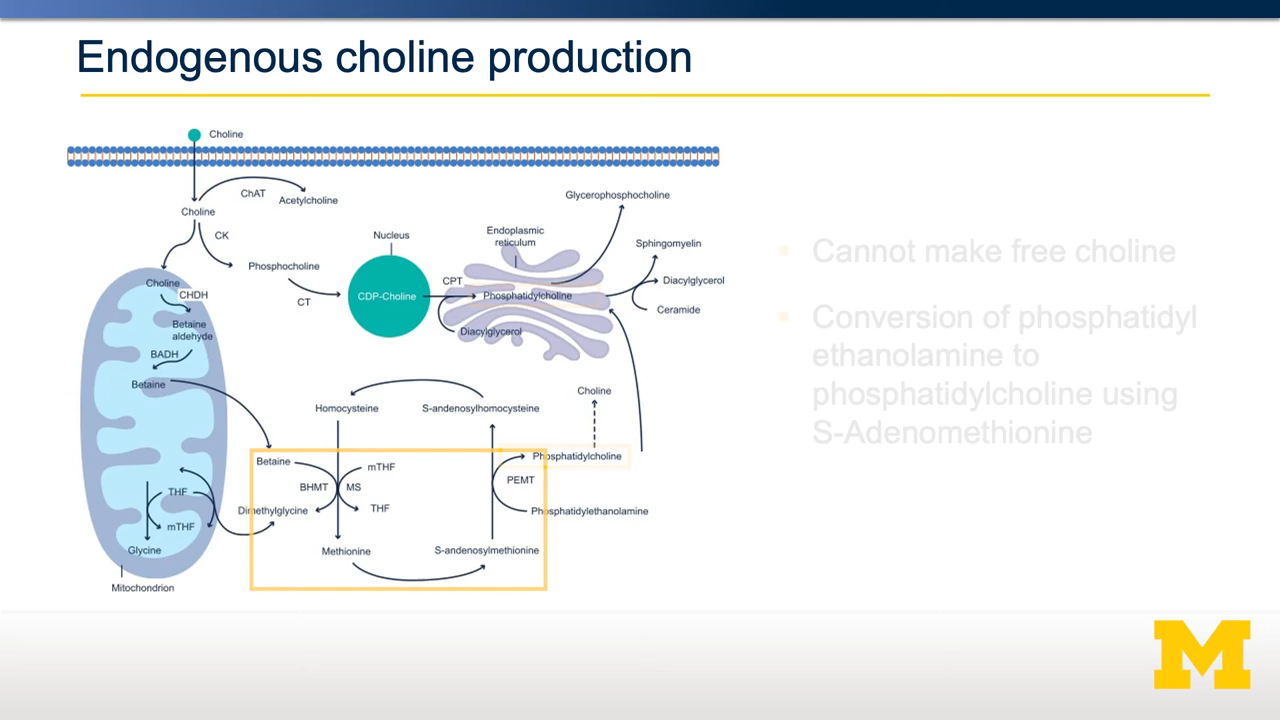 Endogenous choline production
Choline
ChAT
Acetylcholine
Choline
CK
Phosphocholine
CT
Nucleus
CDP-Choline
CPT
Endoplasmic
reticulum
Phosphatidylcholine
Diacylglycerol
Glycerophosphocholine
Sphingomyelin
Diacylglycerol
Ceramide
Choline
CHDH
Betaine
aldehyde
BADH
Betaine
THF
mTHF
Glycine
Mitochondrion
Homocysteine
S-andenosylhomocysteine
Choline
Betaine
mTHF
BHMT
MS
THF
Dimethylglycine
Methionine
Phosphatidylcholine
PEMT
Phosphatidylethanolamine
S-andenosylmethionine
Cannot make free choline
Conversion of phosphatidyl
ethanolamine to
phosphatidylcholine using
S-Adenomethionine
M